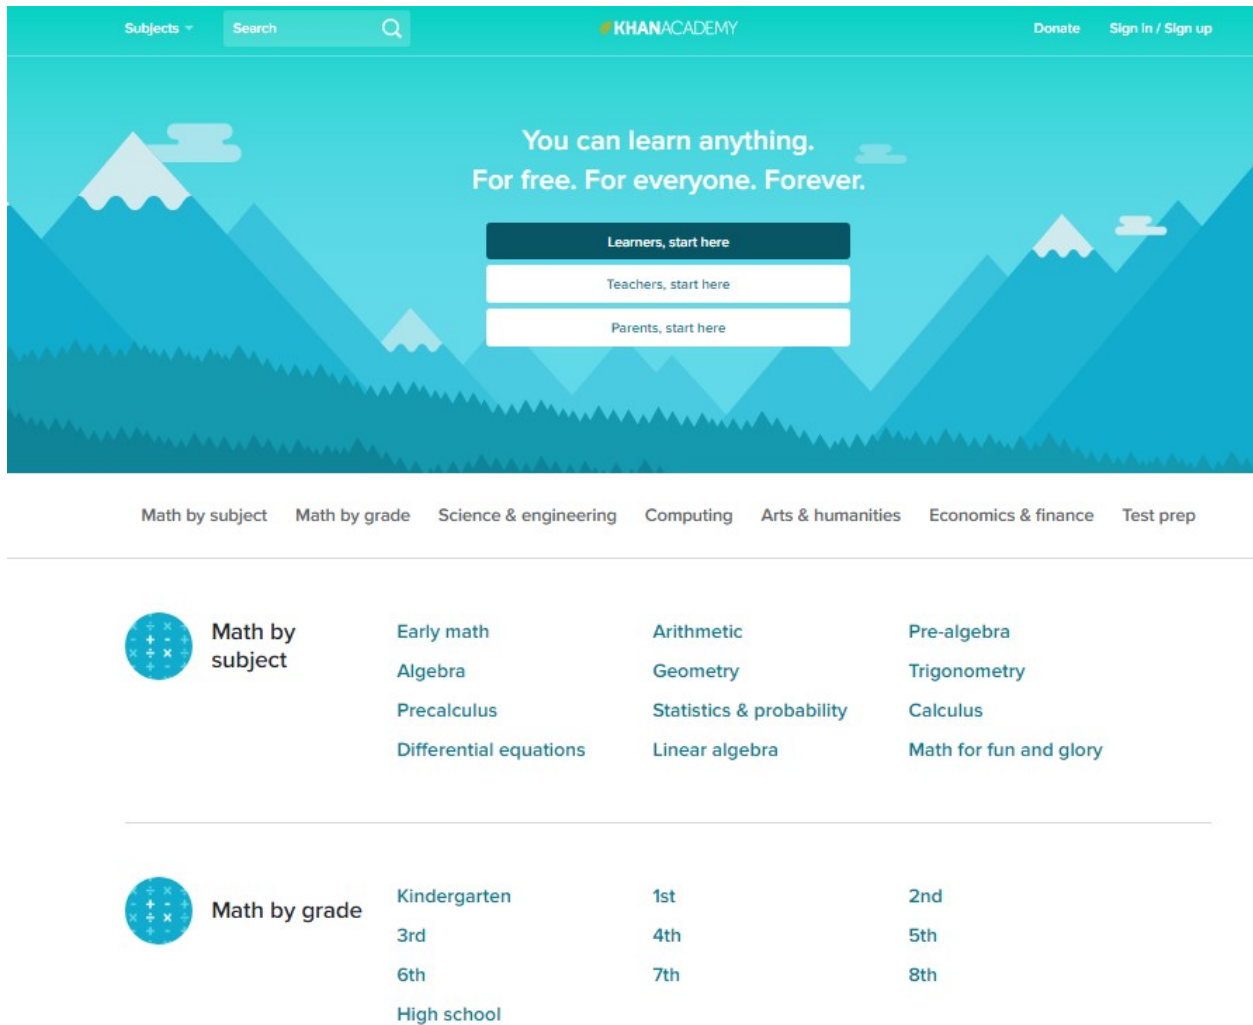 Subjects Search KHANACADEMY Donate Sign in / Sign up
You can learn anything.
For free. For everyone. Forever.
Learners, start here
Teachers, start here
Parents, start here
Math by subject Math by grade Science & engineering Computing Arts & humanities Economics & finance Test prep
Math by
subject
Early math Arithmetic Pre-algebra
Algebra Geometry Trigonometry
Precalculus Statistics & probability Calculus
Differential equations Linear algebra Math for fun and glory
Math by grade
Kindergarten 1st 2nd
3rd 4th 5th
6th 7th 8th
High school